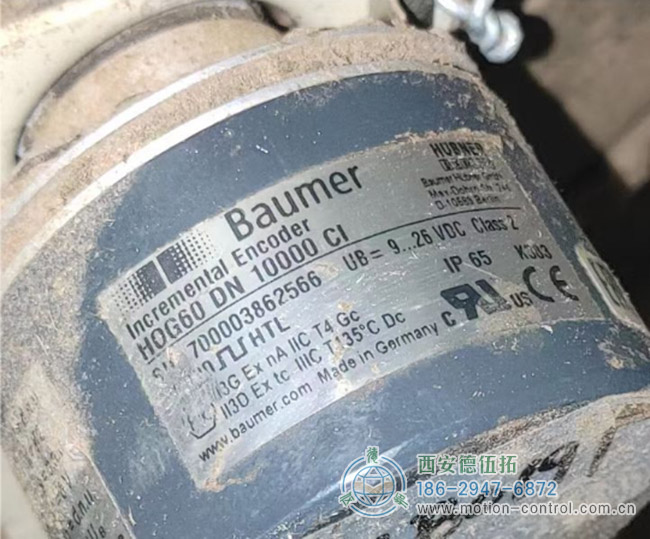 Baumer
HÜBNER
BERLIN
Baumer Hübner GmbH
Max-Dohrn-Str. 2+4
D-10589 Berlin
Incremental Encoder
HOG60 DN 10000 CI
700003862566
UB = 9...26 VDC Class 2
HTL
IP 65
K303
II3G Ex nA IIC T4 Gc
II3D Ex tc IIIC T135°C Dc
C US CE
www.baumer.com Made in Germany
西安德伍拓
186-2947-6872
www.motion-control.com.cn